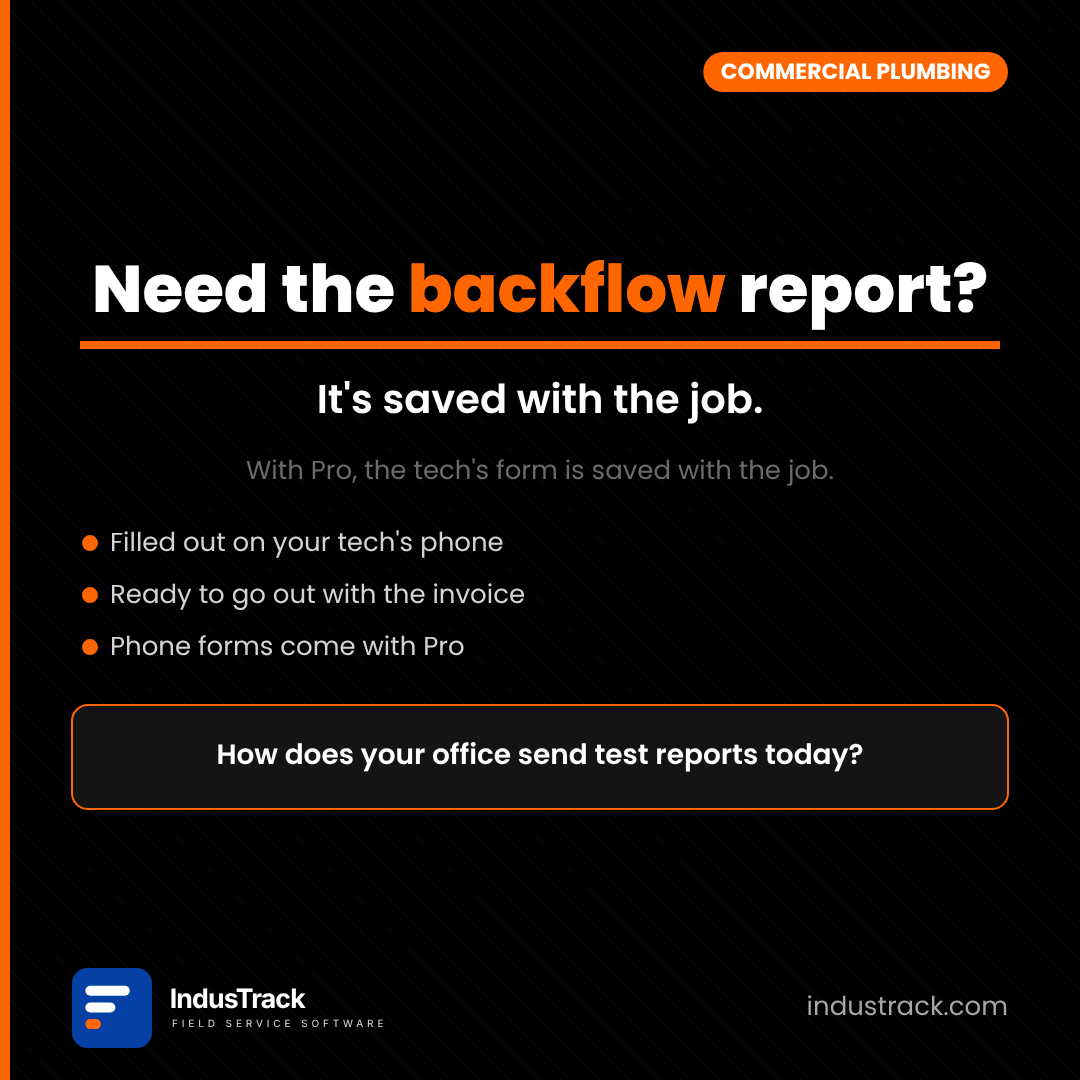 COMMERCIAL PLUMBING
Need the backflow report?
It's saved with the job.
With Pro, the tech's form is saved with the job.
Filled out on your tech's phone
Ready to go out with the invoice
Phone forms come with Pro
How does your office send test reports today?
IndusTrack
FIELD SERVICE SOFTWARE
industrack.com